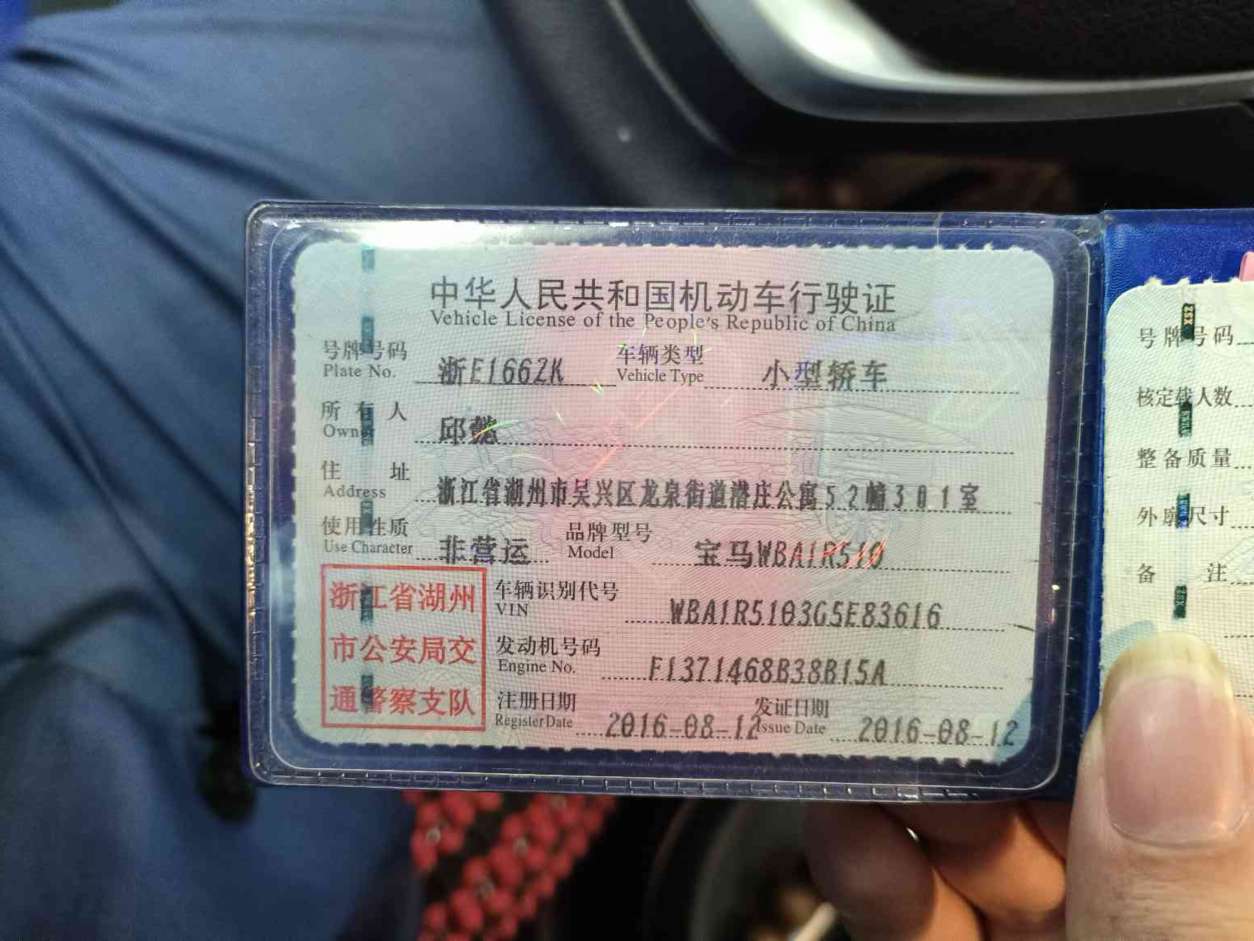 中华人民共和国机动车行驶证
Vehicle License of the People's Republic of China
号牌号码 浙E1662K 车辆类型 小型轿车
Plate No. Vehicle Type
所有人 邱懿
Owner
住址 浙江省湖州市吴兴区龙泉街道潜庄公寓52幢301室
Address
使用性质 非营运 品牌型号 宝马WBA1R510
Use Character Model
浙江省湖州
市公安局交
通警察支队
车辆识别代号 WBA1R5103G5E83616
VIN
发动机号码 F1371468B38B15A
Engine No.
注册日期 2016-08-12 发证日期 2016-08-12
Register Date Issue Date
号牌号码
核定载人数
整备质量
外廓尺寸
备注